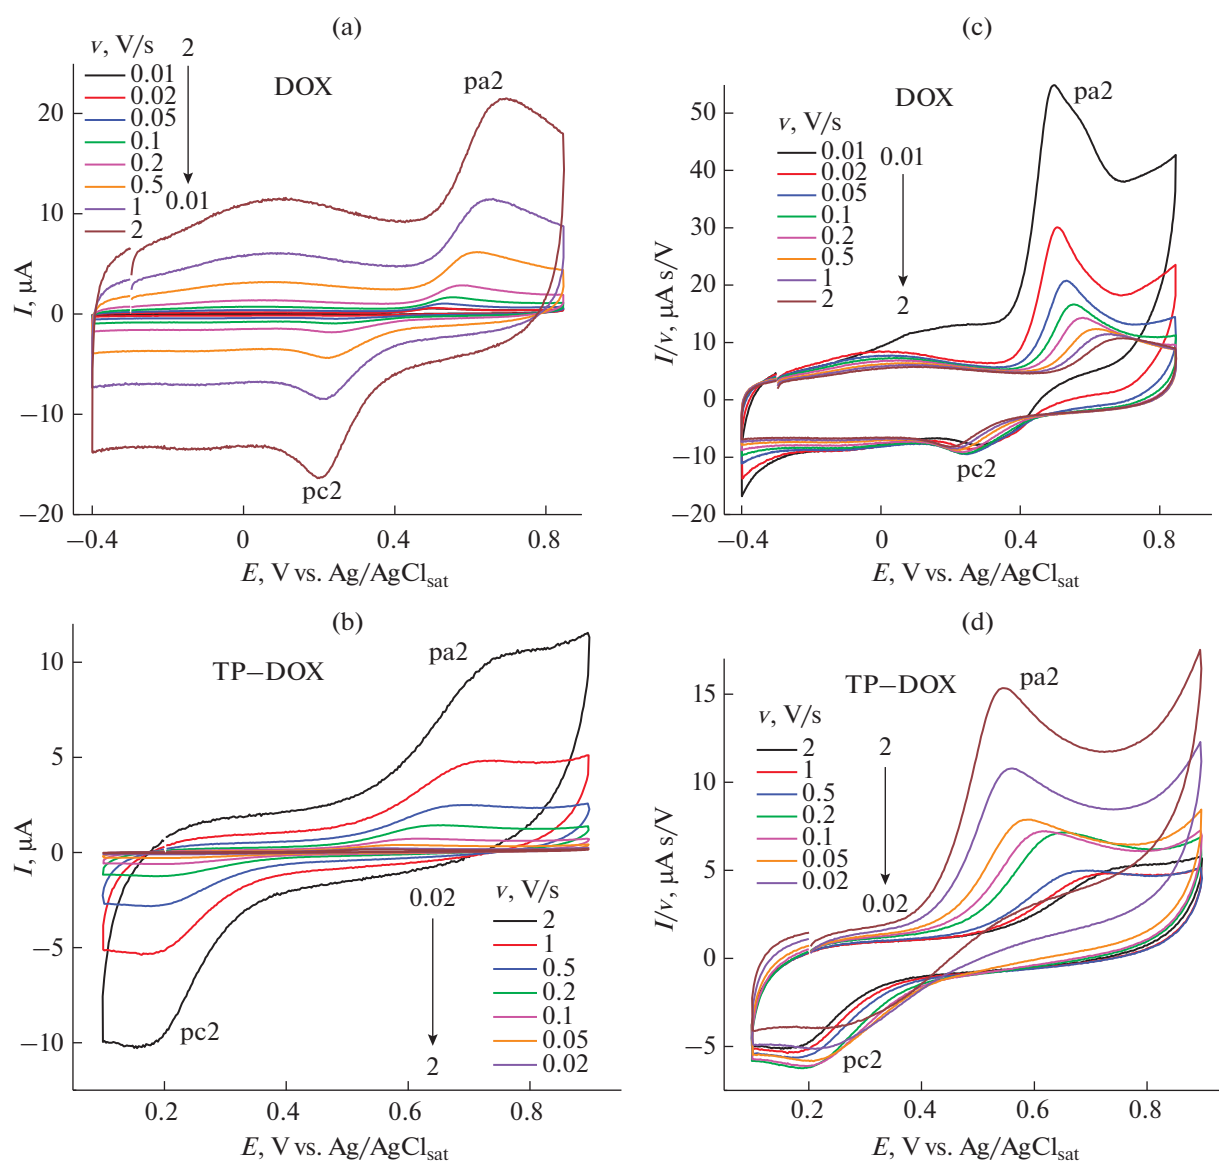 (a)
v, V/s
2
0.01
0.02
0.05
0.1
0.2
0.5
1
2
0.01
DOX
pa2
pc2
20
10
0
−10
−20
I, μA
−0.4
0
0.4
0.8
E, V vs. Ag/AgClsat
(c)
DOX
pa2
v, V/s
0.01
0.02
0.05
0.1
0.2
0.5
1
2
0.01
2
pc2
50
40
30
20
10
0
−10
−20
I/v, μA s/V
−0.4
0
0.4
0.8
E, V vs. Ag/AgClsat
(b)
TP−DOX
pa2
pc2
0.02
2
v, V/s
2
1
0.5
0.2
0.1
0.05
0.02
10
5
0
−5
−10
I, μA
0.2
0.4
0.6
0.8
E, V vs. Ag/AgClsat
(d)
TP−DOX
pa2
v, V/s
2
1
0.5
0.2
0.1
0.05
0.02
2
0.02
pc2
15
10
5
0
−5
I/v, μA s/V
0.2
0.4
0.6
0.8
E, V vs. Ag/AgClsat